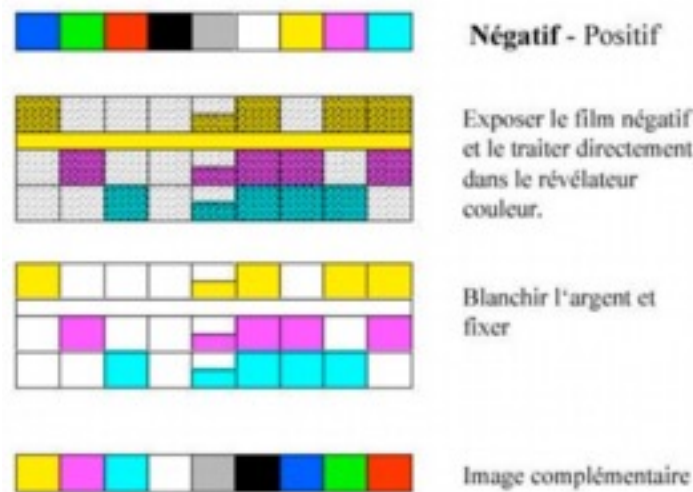 Négatif - Positif
Exposer le film négatif
et le traiter directement
dans le révélateur
couleur.
Blanchir l'argent et
fixer
Image complémentaire